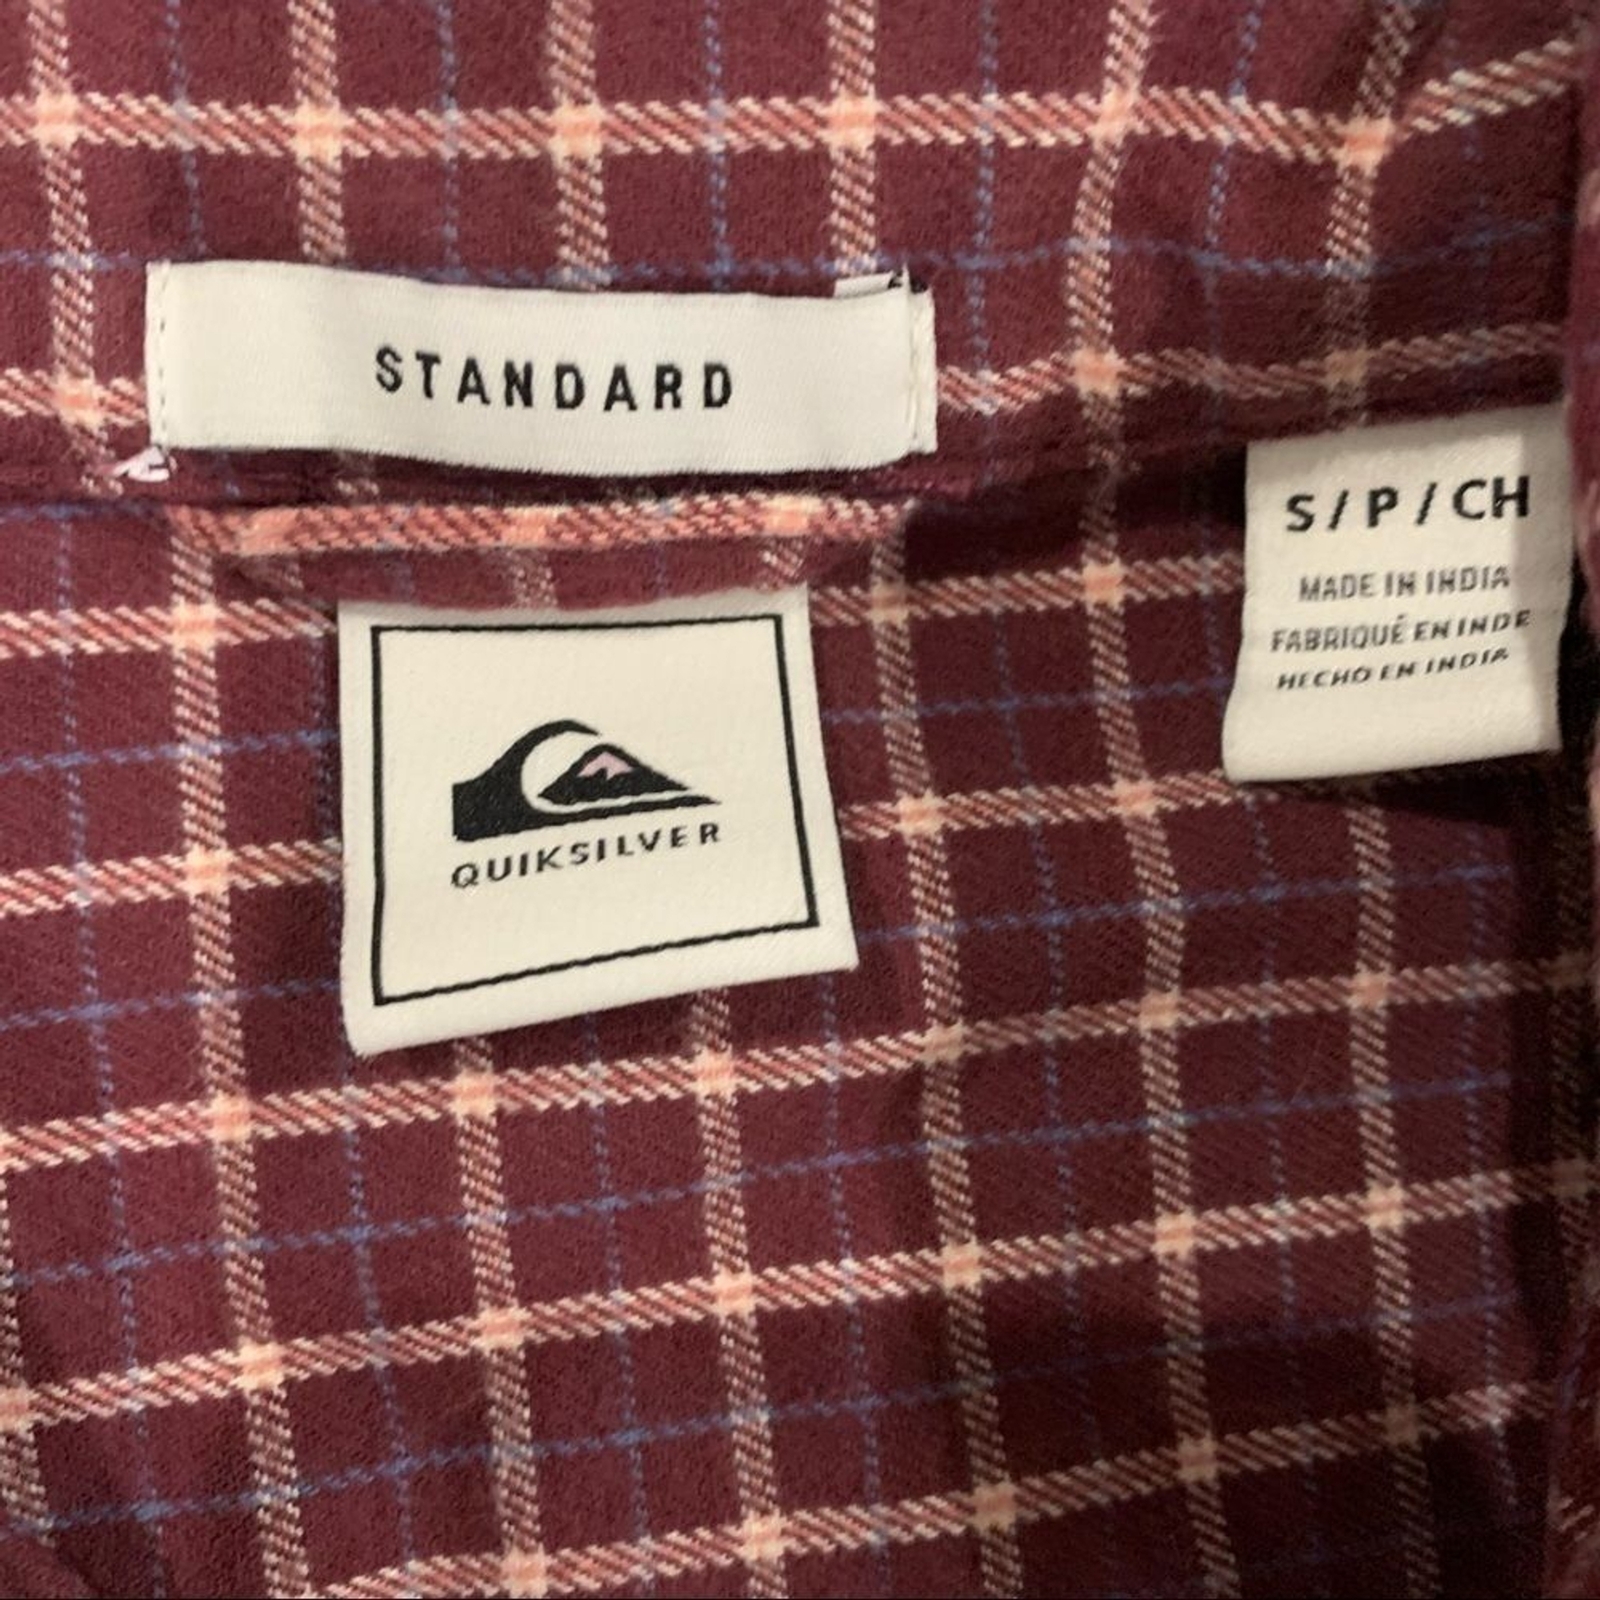 STANDARD
S / P / CH
MADE IN INDIA
FABRIQUÉ EN INDE
HECHO EN INDIA
QUIKSILVER